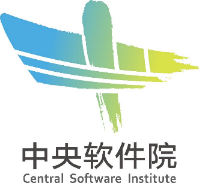 中央软件院
Central Software Institute